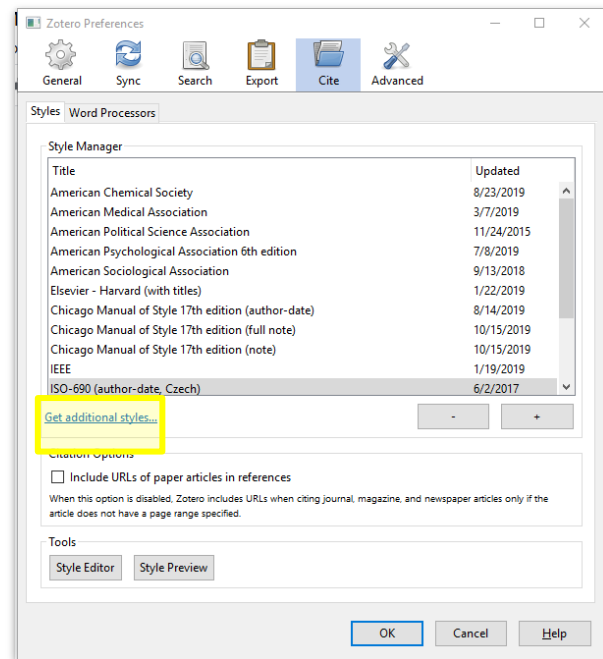 Zotero Preferences
General Sync Search Export Cite Advanced
Styles Word Processors
Style Manager
Title Updated
American Chemical Society 8/23/2019
American Medical Association 3/7/2019
American Political Science Association 11/24/2015
American Psychological Association 6th edition 7/8/2019
American Sociological Association 9/13/2018
Elsevier - Harvard (with titles) 1/22/2019
Chicago Manual of Style 17th edition (author-date) 8/14/2019
Chicago Manual of Style 17th edition (full note) 10/15/2019
Chicago Manual of Style 17th edition (note) 10/15/2019
IEEE 1/19/2019
ISO-690 (author-date, Czech) 6/2/2017
Get additional styles... - +
Citation Options
Include URLs of paper articles in references
When this option is disabled, Zotero includes URLs when citing journal, magazine, and newspaper articles only if the
article does not have a page range specified.
Tools
Style Editor Style Preview
OK Cancel Help